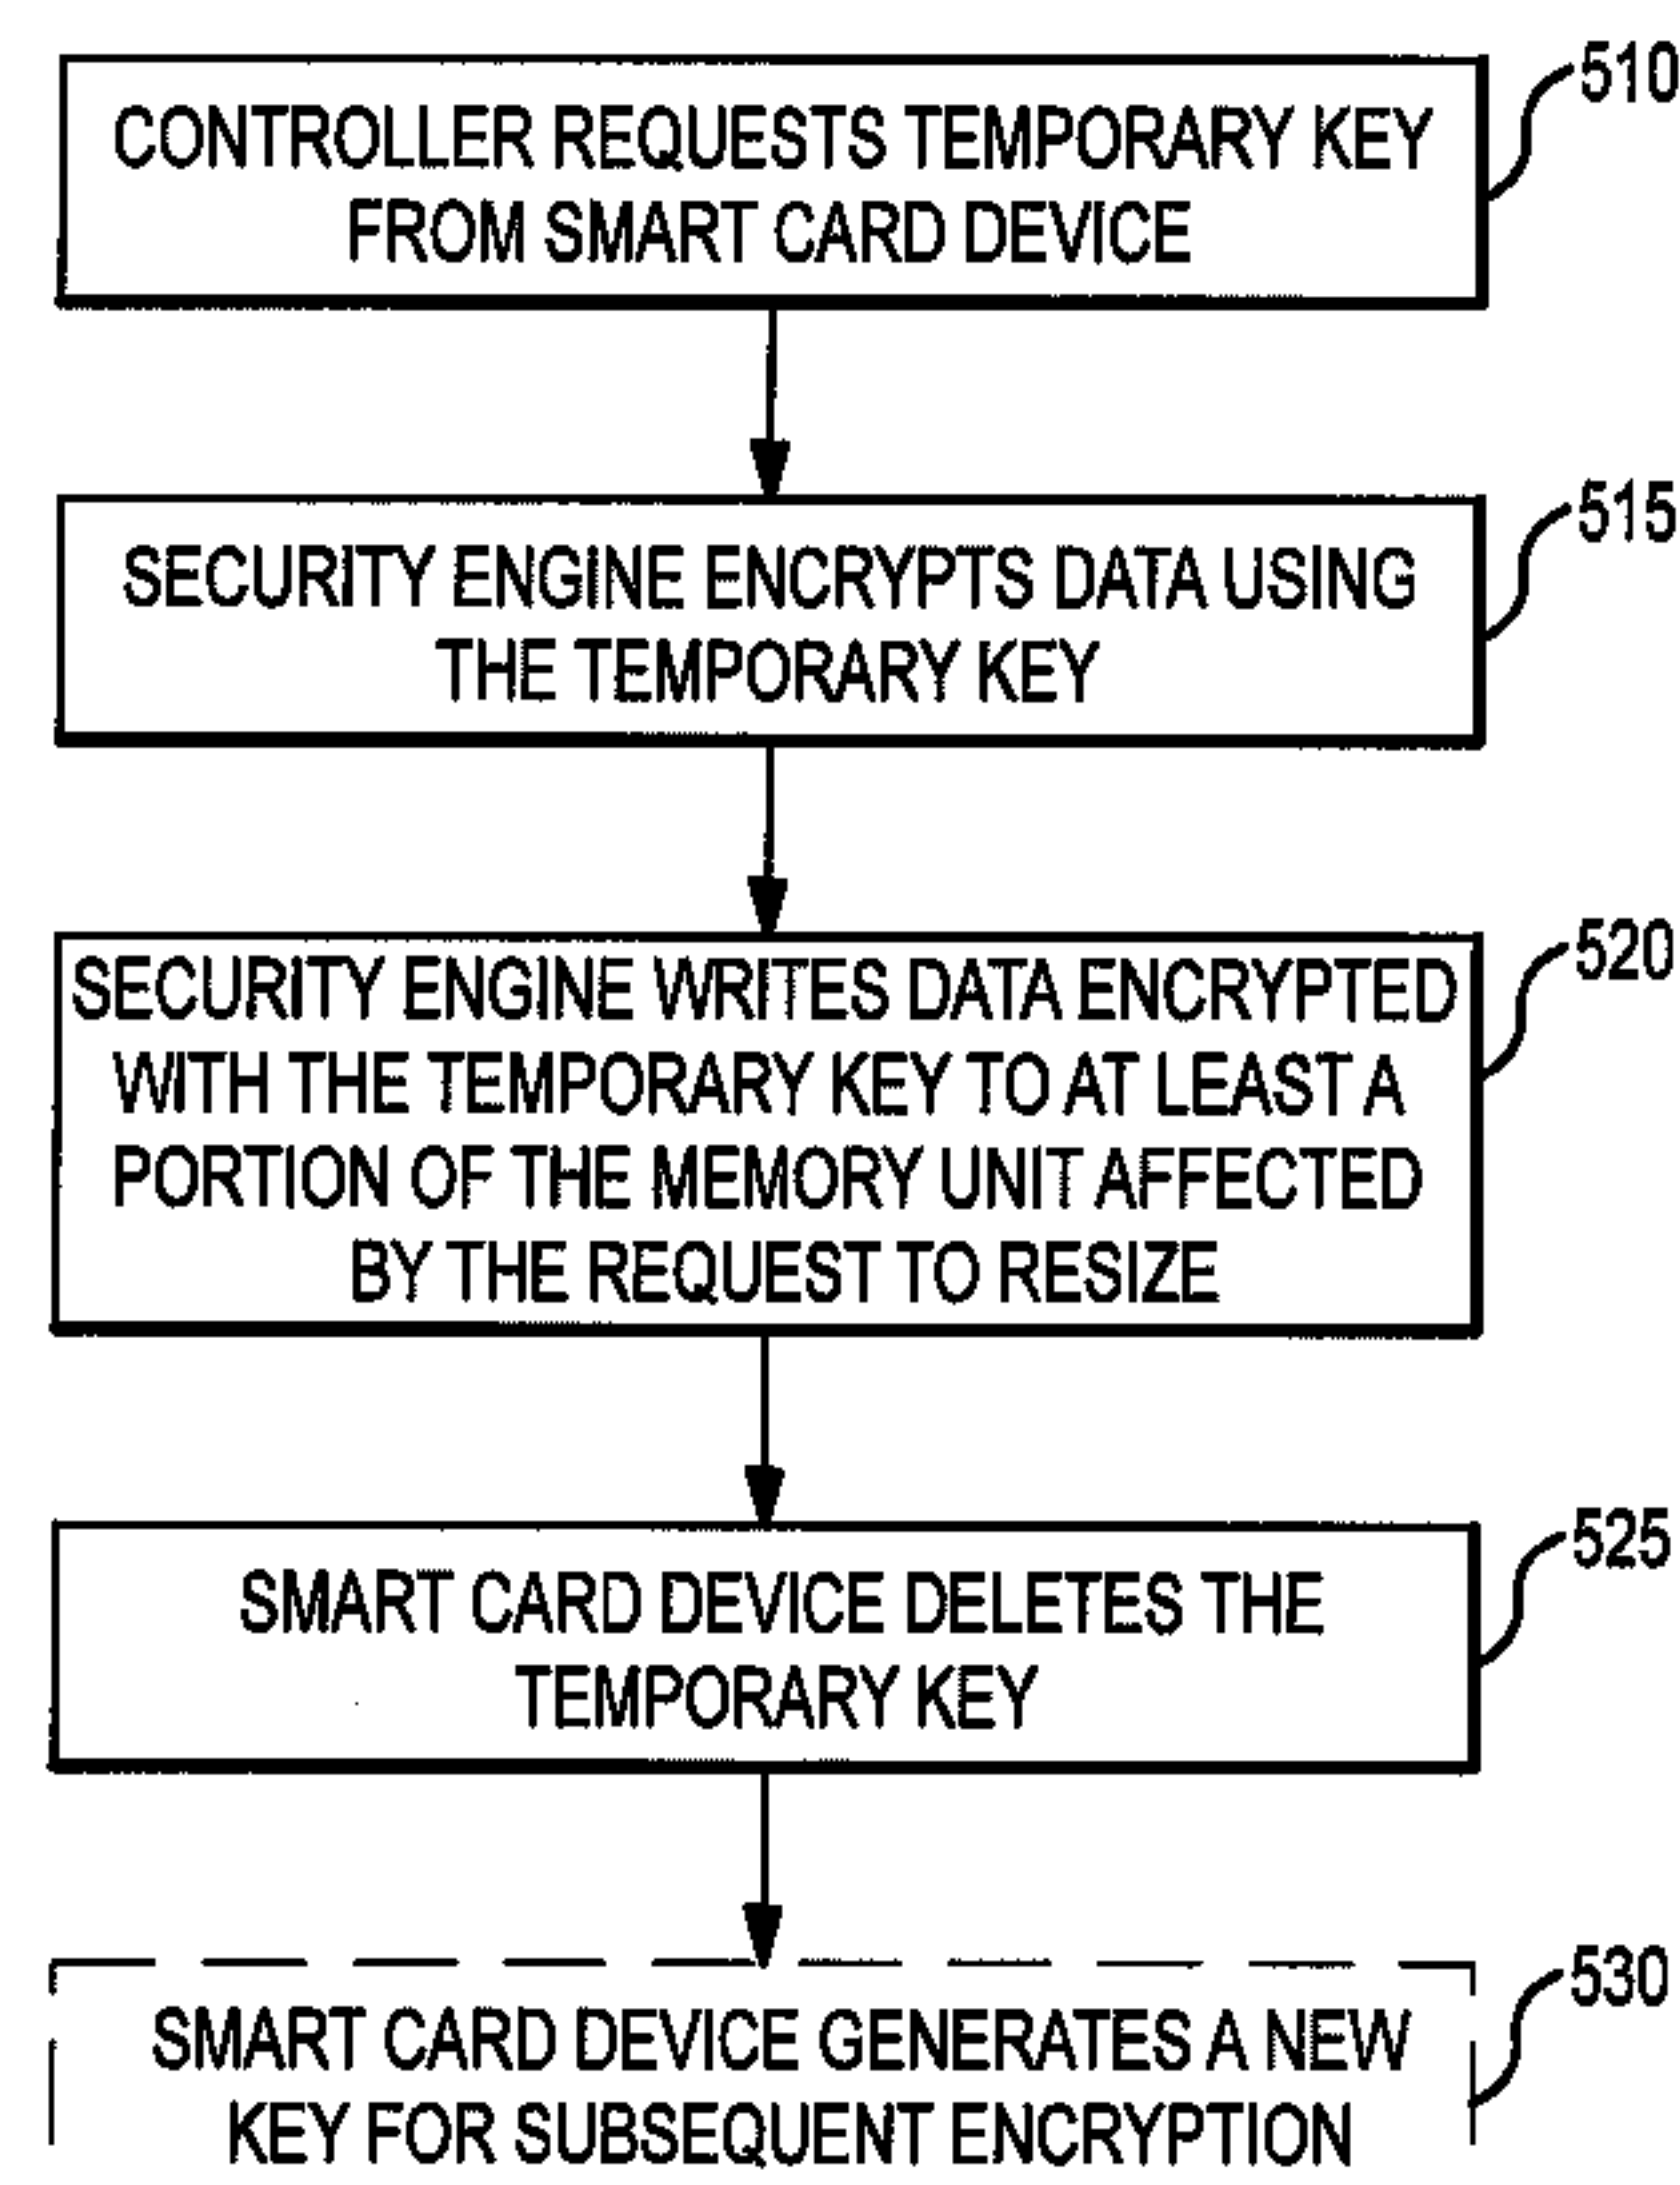 510
CONTROLLER REQUESTS TEMPORARY KEY
FROM SMART CARD DEVICE
515
SECURITY ENGINE ENCRYPTS DATA USING
THE TEMPORARY KEY
520
SECURITY ENGINE WRITES DATA ENCRYPTED
WITH THE TEMPORARY KEY TO AT LEAST A
PORTION OF THE MEMORY UNIT AFFECTED
BY THE REQUEST TO RESIZE
525
SMART CARD DEVICE DELETES THE
TEMPORARY KEY
530
SMART CARD DEVICE GENERATES A NEW
KEY FOR SUBSEQUENT ENCRYPTION